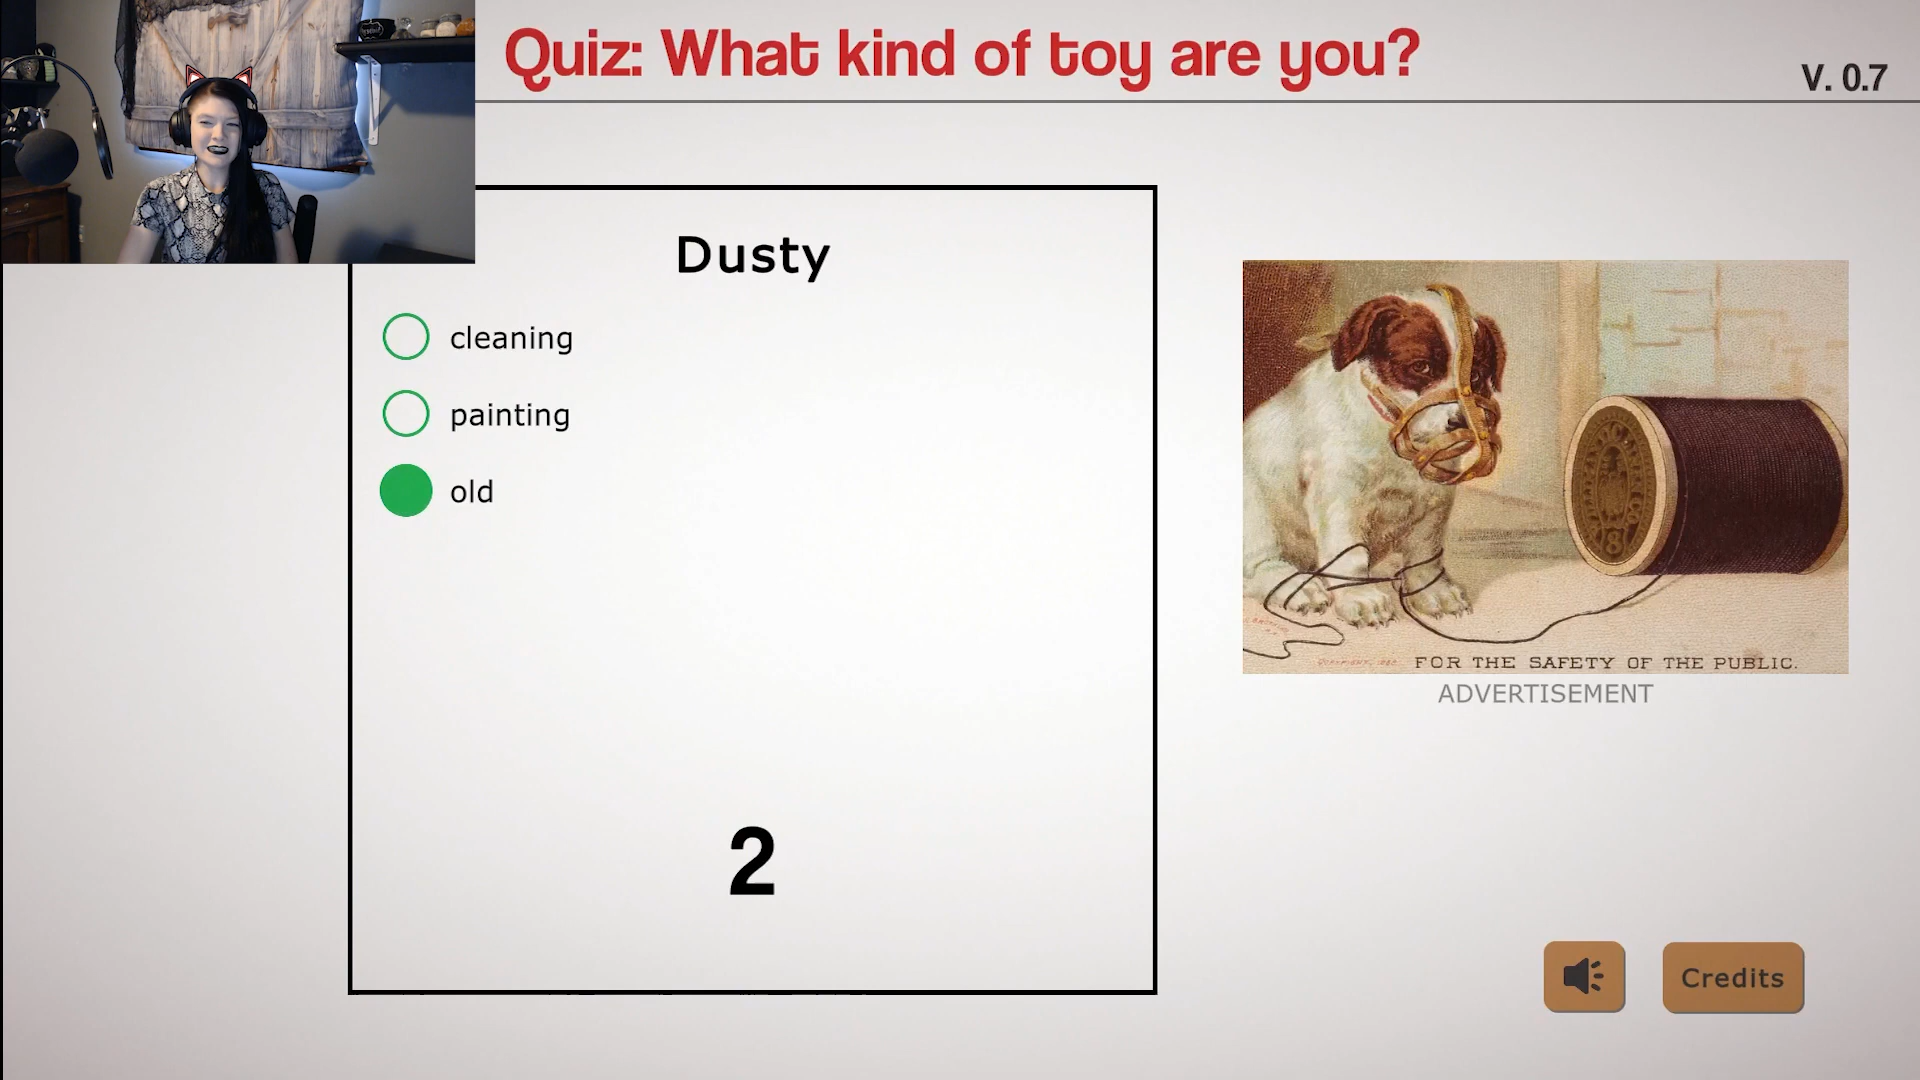 Quiz: What kind of toy are you?
V. 0.7
Dusty
cleaning
painting
old
2
8
FOR THE SAFETY OF THE PUBLIC.
ADVERTISEMENT
Credits